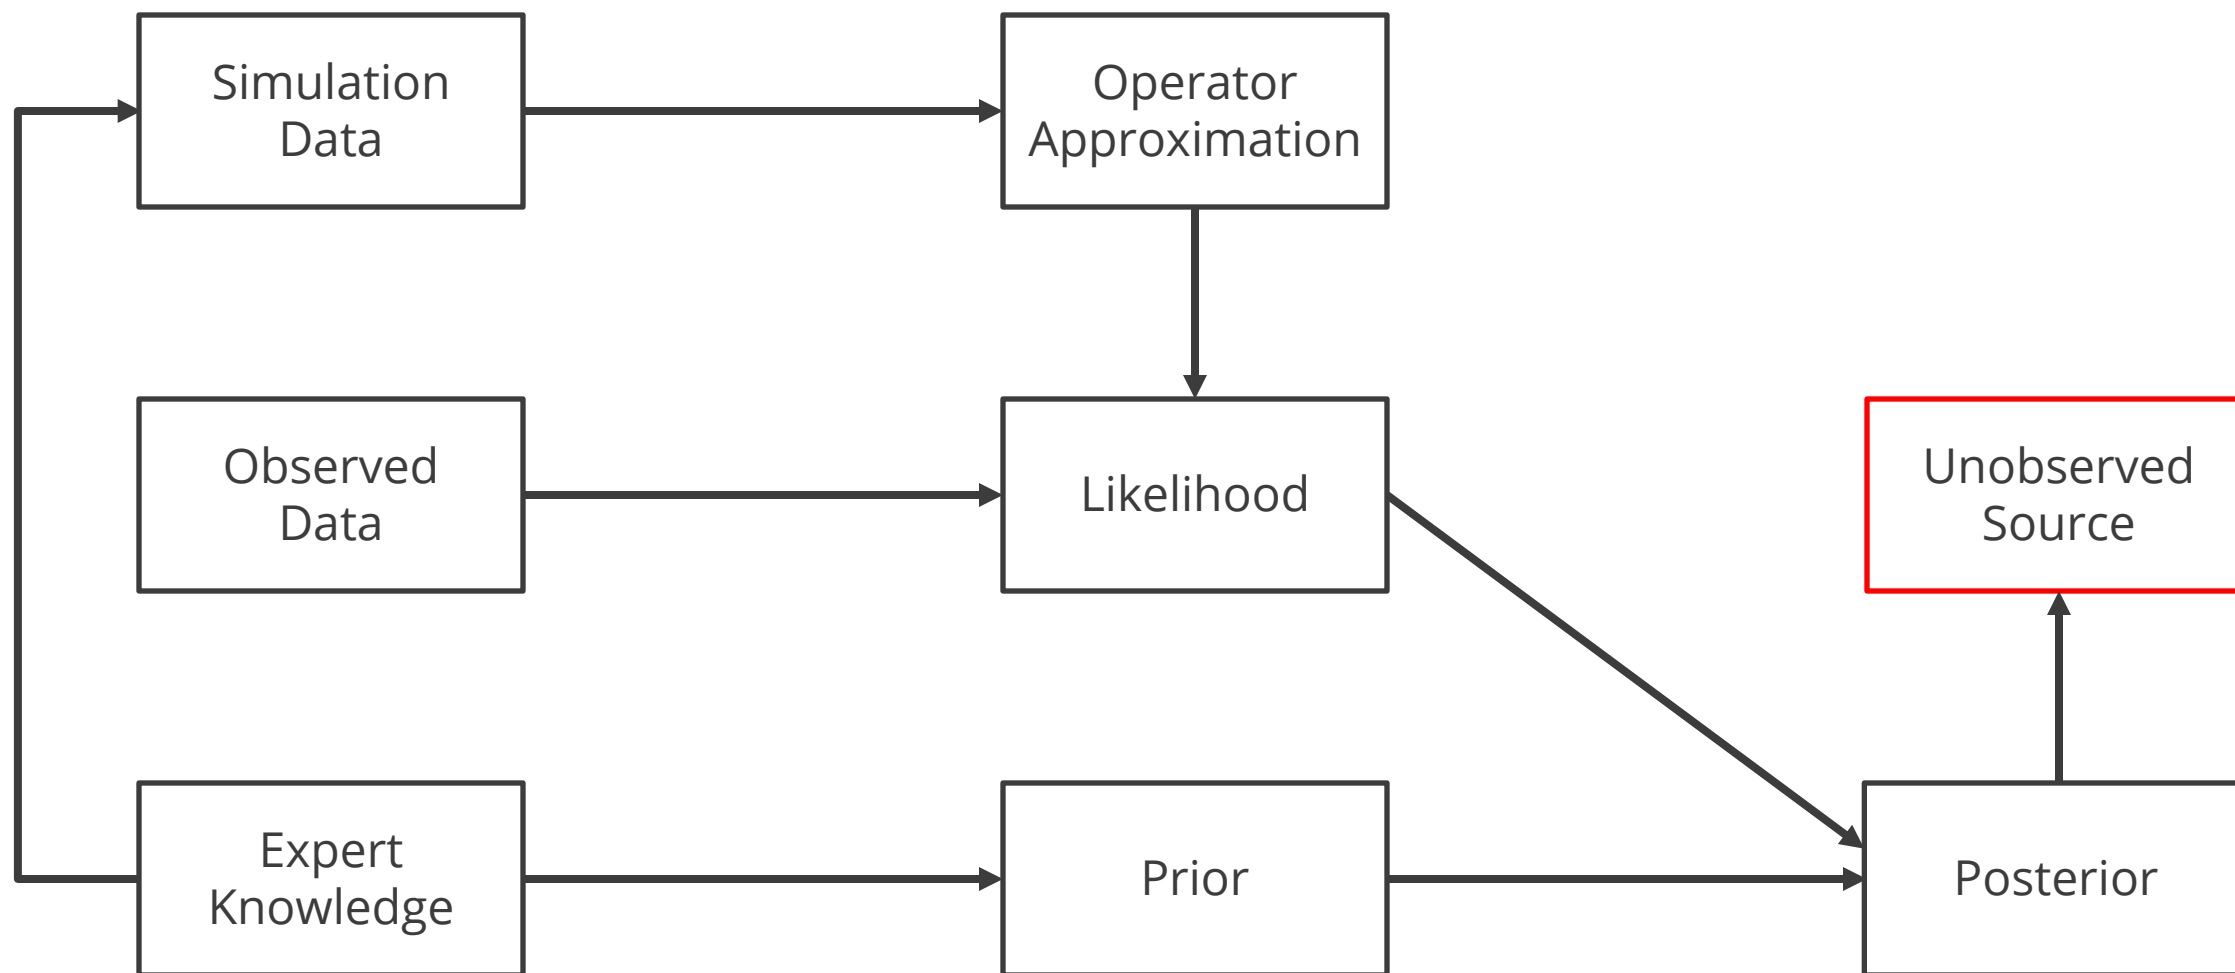 Simulation
Data
Operator
Approximation
Observed
Data
Likelihood
Unobserved
Source
Expert
Knowledge
Prior
Posterior